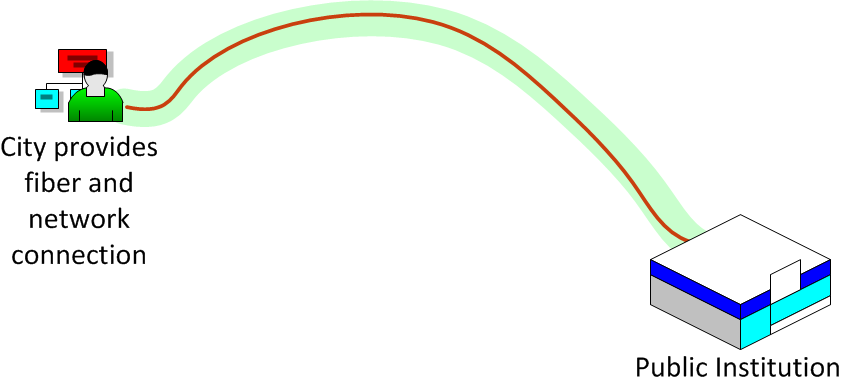 City provides
fiber and
network
connection
Public Institution